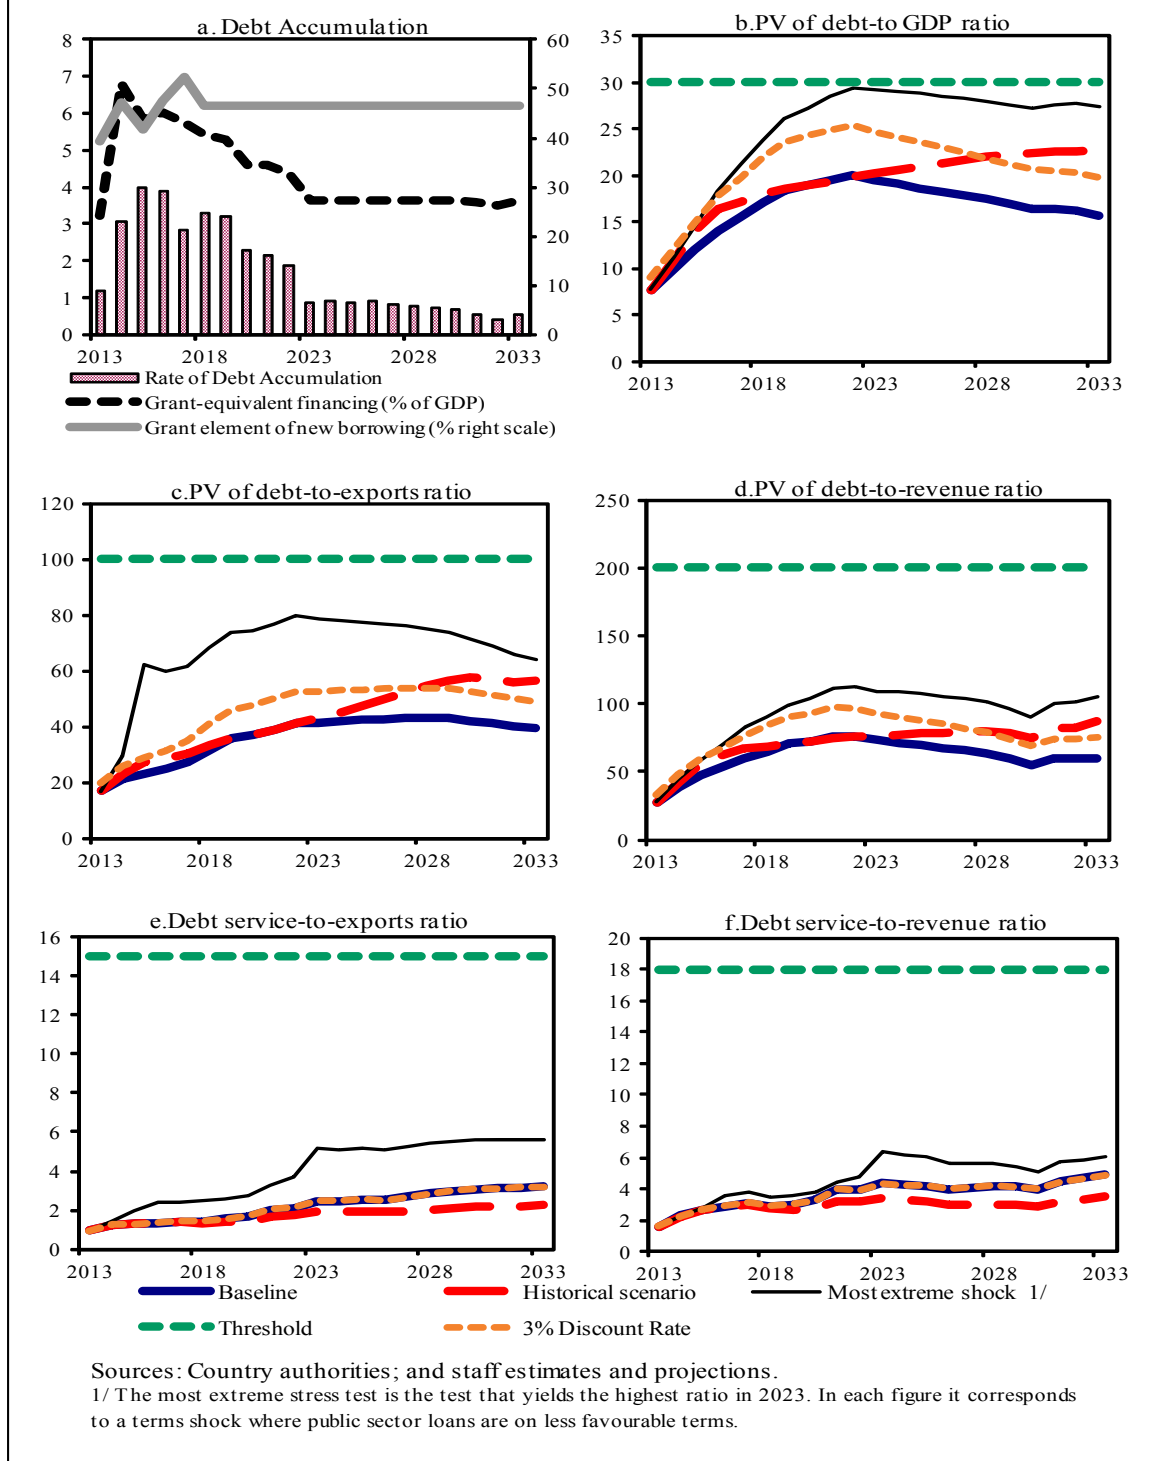 a. Debt Accumulation
8
7
6
5
4
3
2
1
0
60
50
40
30
20
10
0
2013 2018 2023 2028 2033
Rate of Debt Accumulation
Grant-equivalent financing (% of GDP)
Grant element of new borrowing (% right scale)
b.PV of debt-to GDP ratio
35
30
25
20
15
10
5
0
2013 2018 2023 2028 2033
c.PV of debt-to-exports ratio
120
100
80
60
40
20
0
2013 2018 2023 2028 2033
d.PV of debt-to-revenue ratio
250
200
150
100
50
0
2013 2018 2023 2028 2033
e.Debt service-to-exports ratio
16
14
12
10
8
6
4
2
0
2013 2018 2023 2028 2033
f.Debt service-to-revenue ratio
20
18
16
14
12
10
8
6
4
2
0
2013 2018 2023 2028 2033
Baseline Historical scenario Most extreme shock 1/
Threshold 3% Discount Rate
Sources: Country authorities; and staff estimates and projections.
1/ The most extreme stress test is the test that yields the highest ratio in 2023. In each figure it corresponds
to a terms shock where public sector loans are on less favourable terms.